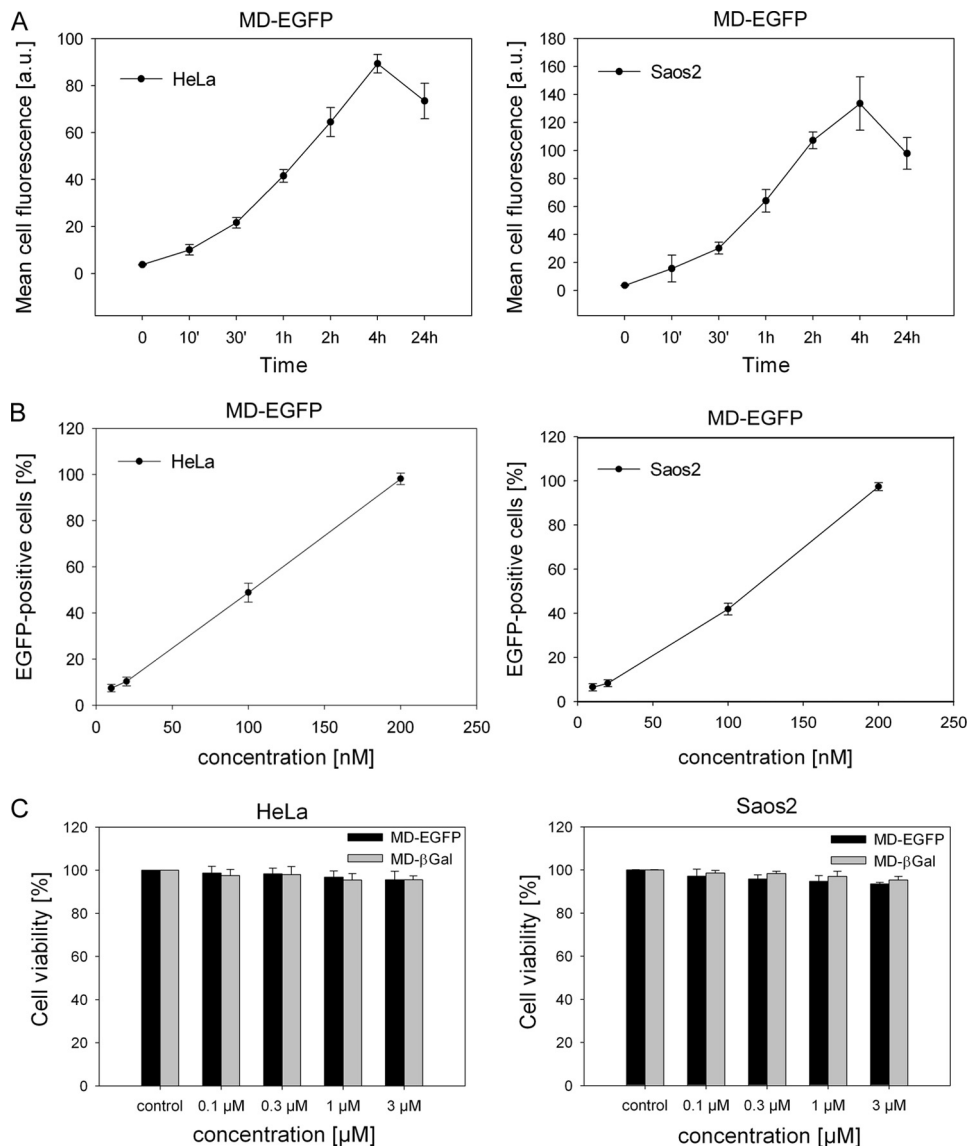 A
MD-EGFP
Mean cell fluorescence [a.u.]
100
80
60
40
20
0
HeLa
0 10' 30' 1h 2h 4h 24h
Time
MD-EGFP
Mean cell fluorescence [a.u.]
180
160
140
120
100
80
60
40
20
0
Saos2
0 10' 30' 1h 2h 4h 24h
Time
B
MD-EGFP
EGFP-positive cells [%]
120
100
80
60
40
20
0
HeLa
0 50 100 150 200 250
concentration [nM]
MD-EGFP
EGFP-positive cells [%]
120
100
80
60
40
20
0
Saos2
0 50 100 150 200 250
concentration [nM]
C
HeLa
Cell viability [%]
120
100
80
60
40
20
0
MD-EGFP
MD-βGal
control 0.1 µM 0.3 µM 1 µM 3 µM
concentration [µM]
Saos2
Cell viability [%]
120
100
80
60
40
20
0
MD-EGFP
MD-βGal
control 0.1 µM 0.3 µM 1 µM 3 µM
concentration [µM]